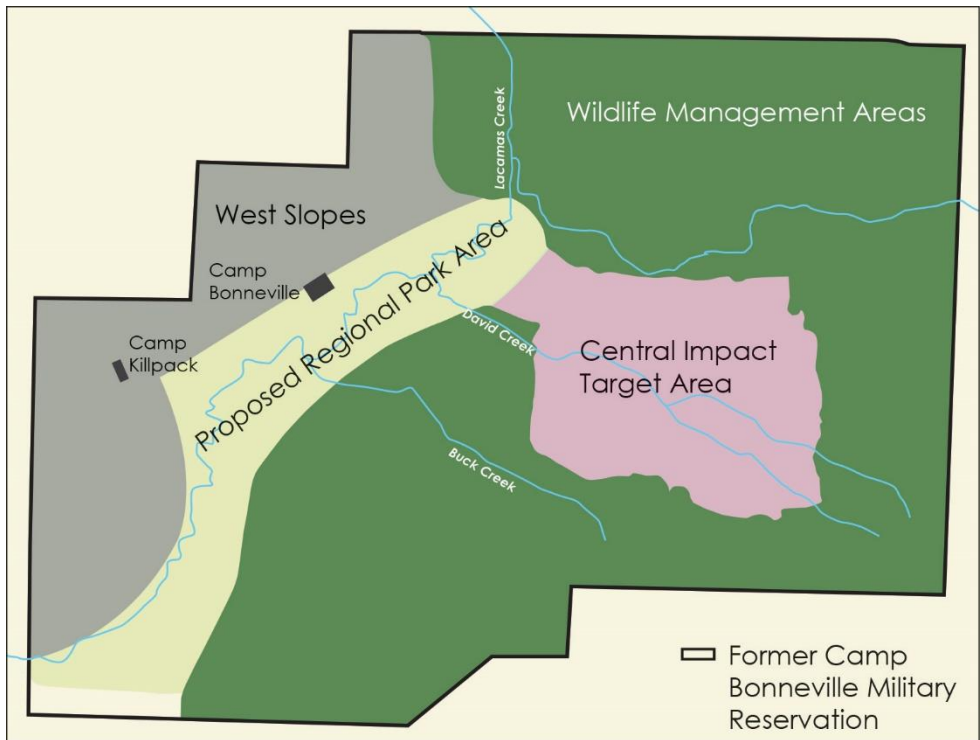 Wildlife Management Areas
Lacamas Creek
West Slopes
Camp
Bonneville
Proposed Regional Park Area
Camp
Killpack
David Creek
Central Impact
Target Area
Buck Creek
Former Camp
Bonneville Military
Reservation